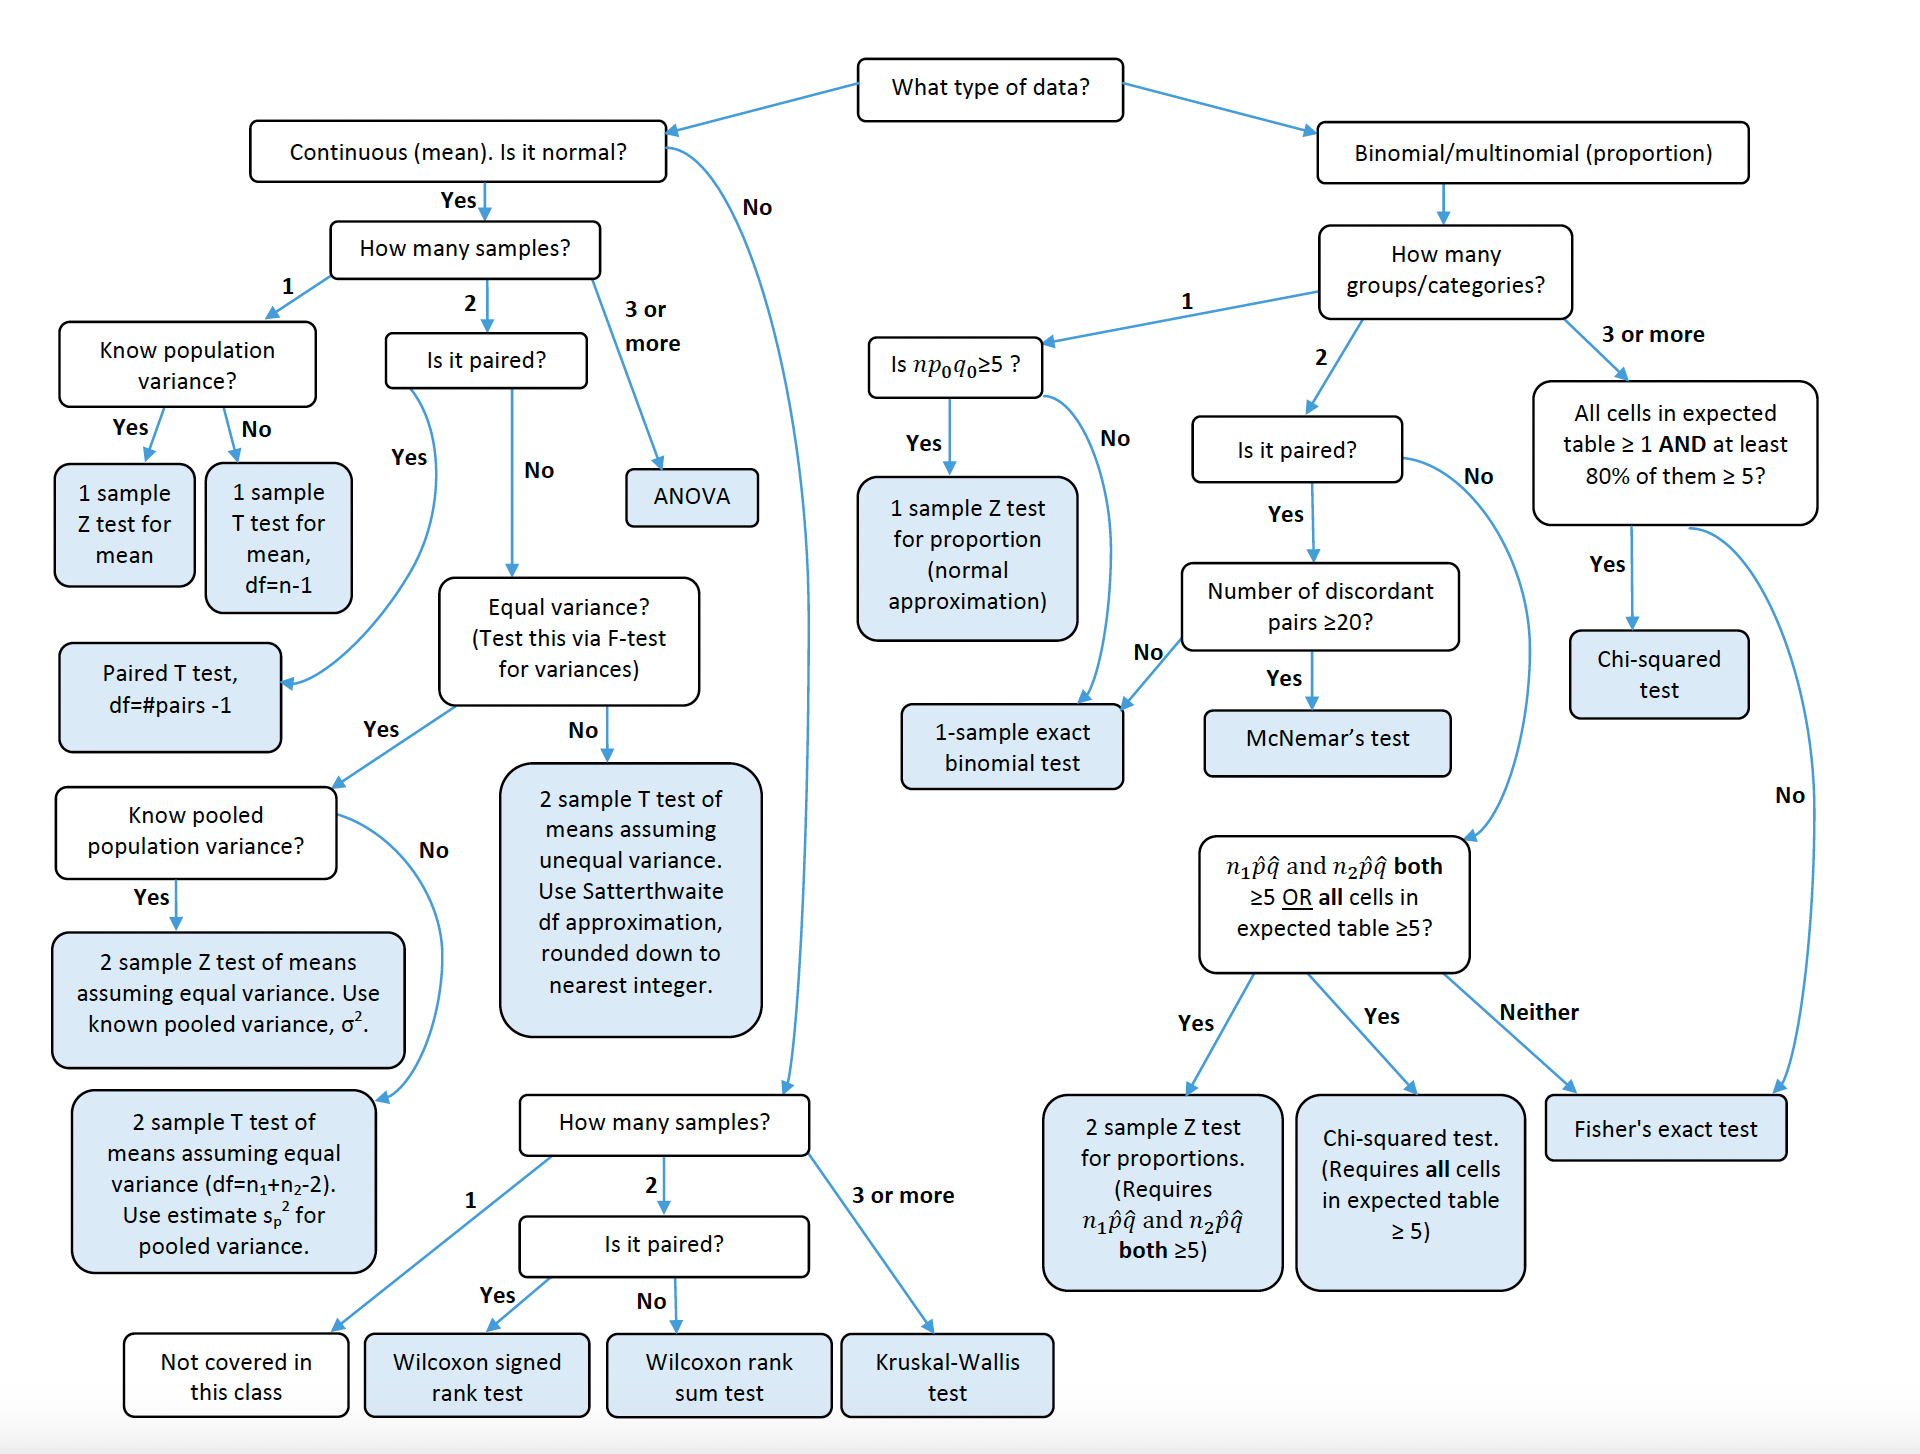 What type of data?
Continuous (mean). Is it normal?
Binomial/multinomial (proportion)
Yes
No
How many samples?
How many
groups/categories?
1
2
3 or
more
1
2
3 or more
Know population
variance?
Is it paired?
Is np₀q₀≥5 ?
All cells in expected
table ≥ 1 AND at least
80% of them ≥ 5?
Yes
No
Yes
No
Yes
No
Is it paired?
Yes
No
1 sample
Z test for
mean
1 sample
T test for
mean,
df=n-1
ANOVA
1 sample Z test
for proportion
(normal
approximation)
Number of discordant
pairs ≥20?
Yes
No
Equal variance?
(Test this via F-test
for variances)
No
Yes
Chi-squared
test
Paired T test,
df=#pairs -1
Yes
No
1-sample exact
binomial test
McNemar’s test
Know pooled
population variance?
No
Yes
2 sample T test of
means assuming
unequal variance.
Use Satterthwaite
df approximation,
rounded down to
nearest integer.
n₁p̂q̂ and n₂p̂q̂ both
≥5 OR all cells in
expected table ≥5?
2 sample Z test of means
assuming equal variance. Use
known pooled variance, σ².
Yes
Yes
Neither
2 sample T test of
means assuming equal
variance (df=n₁+n₂-2).
Use estimate sₚ² for
pooled variance.
How many samples?
2 sample Z test
for proportions.
(Requires
n₁p̂q̂ and n₂p̂q̂
both ≥5)
Chi-squared test.
(Requires all cells
in expected table
≥ 5)
Fisher's exact test
1
2
3 or more
Is it paired?
Yes
No
Not covered in
this class
Wilcoxon signed
rank test
Wilcoxon rank
sum test
Kruskal-Wallis
test